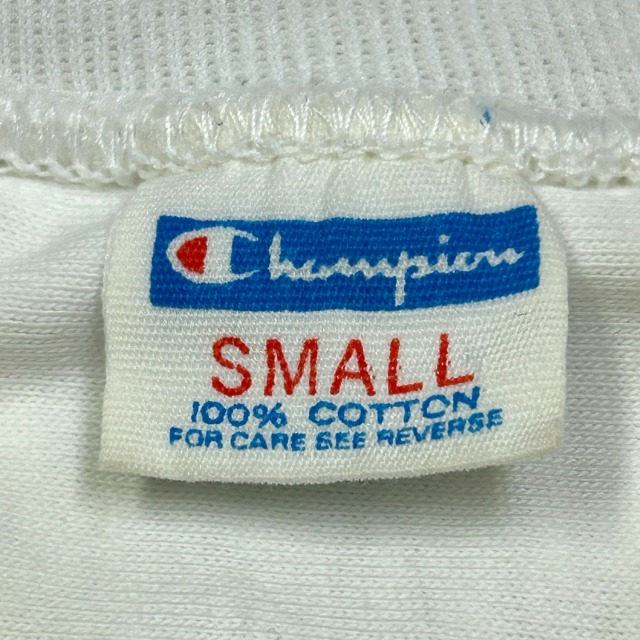 Champion
SMALL
100% COTTON
FOR CARE SEE REVERSE